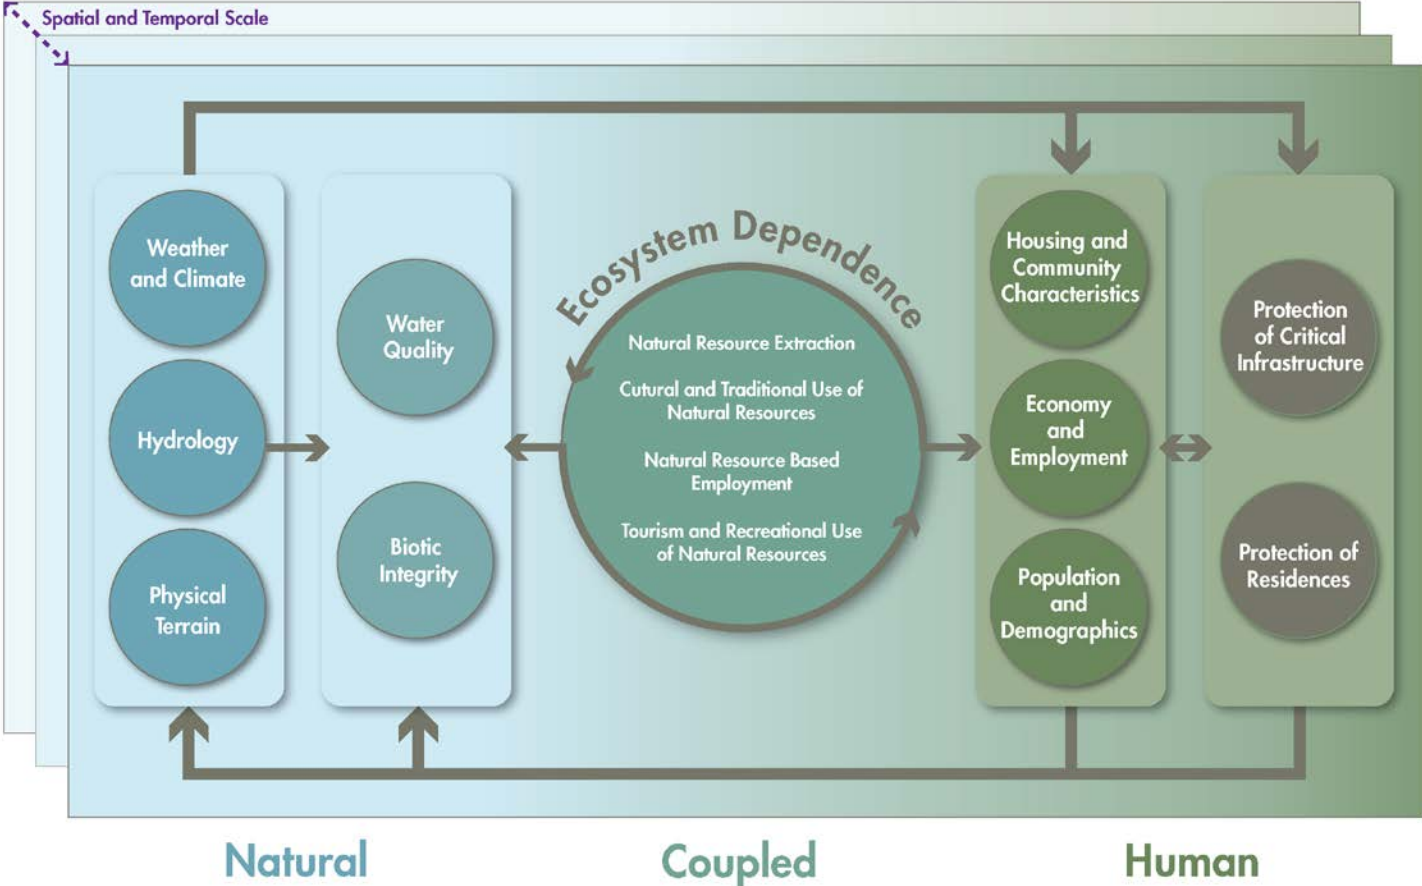 Spatial and Temporal Scale
Weather
and Climate
Hydrology
Physical
Terrain
Water
Quality
Biotic
Integrity
Ecosystem Dependence
Natural Resource Extraction
Cutural and Traditional Use of
Natural Resources
Natural Resource Based
Employment
Tourism and Recreational Use
of Natural Resources
Housing and
Community
Characteristics
Economy
and
Employment
Population
and
Demographics
Protection
of Critical
Infrastructure
Protection of
Residences
Natural
Coupled
Human